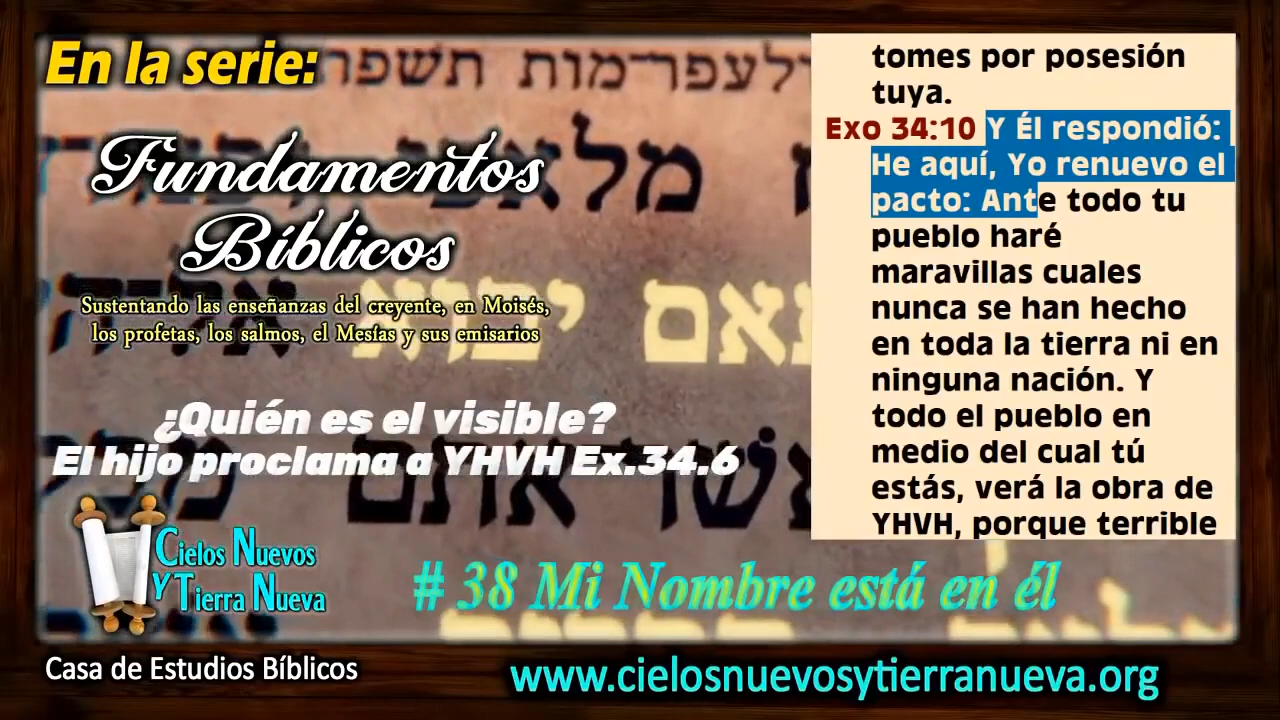 En la serie:
Fundamentos
Bíblicos
Sustentando las enseñanzas del creyente, en Moisés,
los profetas, los salmos, el Mesías y sus emisarios
¿Quién es el visible?
El hijo proclama a YHVH Ex.34.6
Cielos Nuevos
Y Tierra Nueva
# 38 Mi Nombre está en él
Casa de Estudios Bíblicos
www.cielosnuevosytierranueva.org
tomes por posesión
tuya.
Exo 34:10 Y Él respondió:
He aquí, Yo renuevo el
pacto: Ante todo tu
pueblo haré
maravillas cuales
nunca se han hecho
en toda la tierra ni en
ninguna nación. Y
todo el pueblo en
medio del cual tú
estás, verá la obra de
YHVH, porque terrible
תשפר
אשר אתם